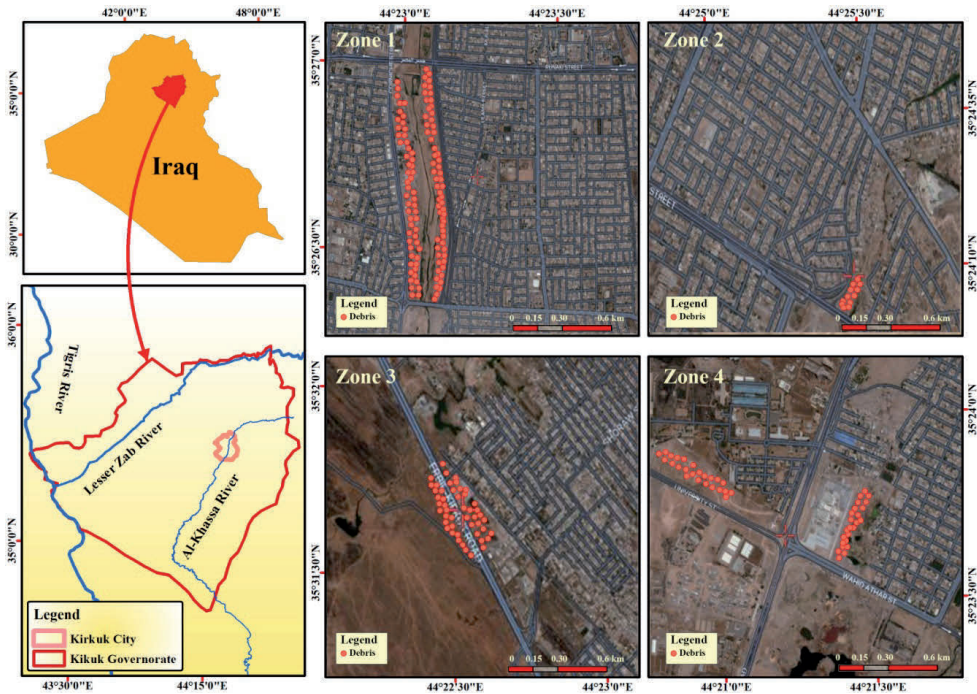 42°0'0"E
48°0'0"E
35°0'0"N
30°0'0"N
Iraq
36°0'0"N
35°0'0"N
Tigris River
Lesser Zab River
Al-Khassa River
Legend
Kirkuk City
Kikuk Governorate
43°30'0"E
44°15'0"E
44°23'0"E
44°23'30"E
35°27'0"N
35°26'30"N
Zone 1
Legend
Debris
0 0.15 0.30 0.6 km
44°25'0"E
44°25'30"E
Zone 2
35°24'35"N
35°24'10"N
STREET
Legend
Debris
0 0.15 0.30 0.6 km
Zone 3
35°32'0"N
35°31'30"N
SHORAW
ROAD
Legend
Debris
0 0.15 0.30 0.6 km
44°22'30"E
44°23'0"E
Zone 4
35°24'0"N
35°23'30"N
WAHID ATHAR ST
Legend
Debris
0 0.15 0.30 0.6 km
44°21'0"E
44°21'30"E